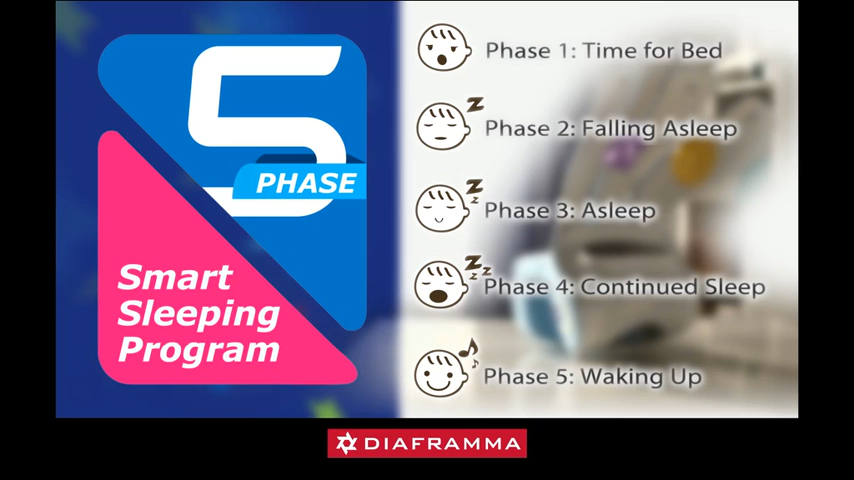 5
PHASE
Smart
Sleeping
Program
Phase 1: Time for Bed
z
Phase 2: Falling Asleep
z z
Phase 3: Asleep
z z z
Phase 4: Continued Sleep
Phase 5: Waking Up
DIAFRAMMA